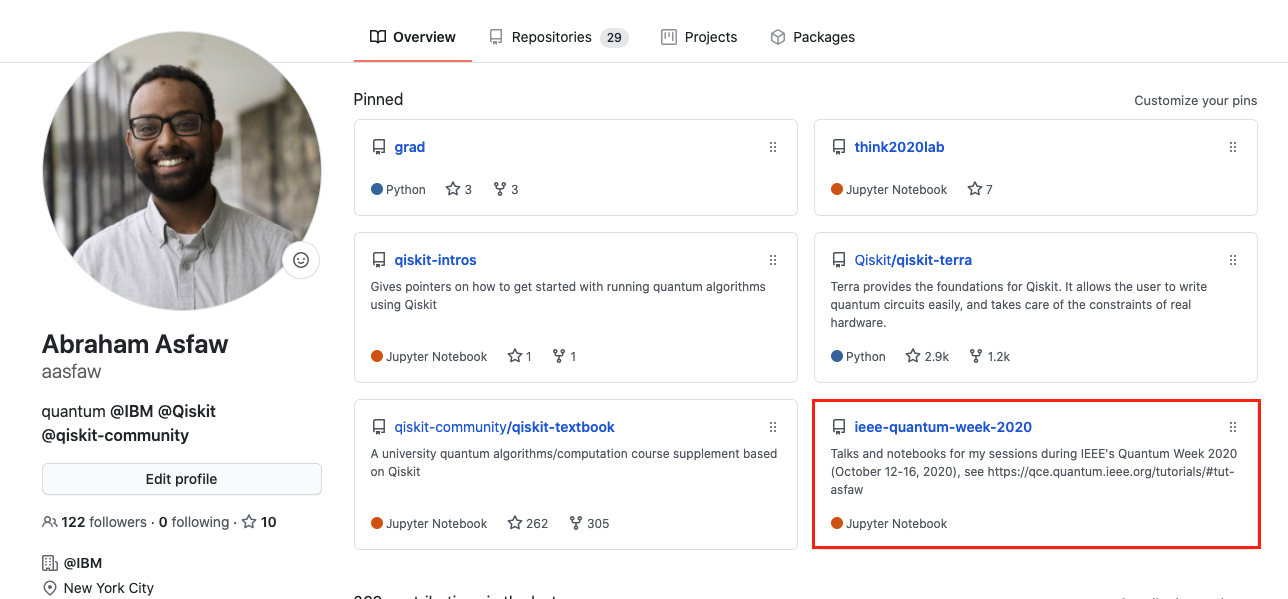 Overview
Repositories 29
Projects
Packages
Pinned
Customize your pins
grad
Python 3 3
think2020lab
Jupyter Notebook 7
qiskit-intros
Gives pointers on how to get started with running quantum algorithms
using Qiskit
Jupyter Notebook 1 1
Qiskit/qiskit-terra
Terra provides the foundations for Qiskit. It allows the user to write
quantum circuits easily, and takes care of the constraints of real
hardware.
Python 2.9k 1.2k
qiskit-community/qiskit-textbook
A university quantum algorithms/computation course supplement based
on Qiskit
Jupyter Notebook 262 305
ieee-quantum-week-2020
Talks and notebooks for my sessions during IEEE's Quantum Week 2020
(October 12-16, 2020), see https://qce.quantum.ieee.org/tutorials/#tut-
asfaw
Jupyter Notebook
Abraham Asfaw
aasfaw
quantum @IBM @Qiskit
@qiskit-community
Edit profile
122 followers · 0 following · 10
@IBM
New York City